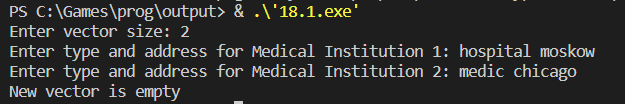 PS C:\Games\prog\output> & .\'18.1.exe'
Enter vector size: 2
Enter type and address for Medical Institution 1: hospital moskow
Enter type and address for Medical Institution 2: medic chicago
New vector is empty